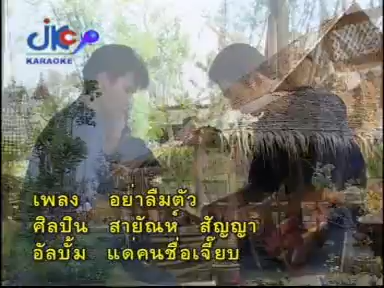 JKC
KARAOKE
เพลง อย่าลืมตัว
ศิลปิน สายัณห์ สัญญา
อัลบั้ม แด่คนชื่อเจี๊ยบ